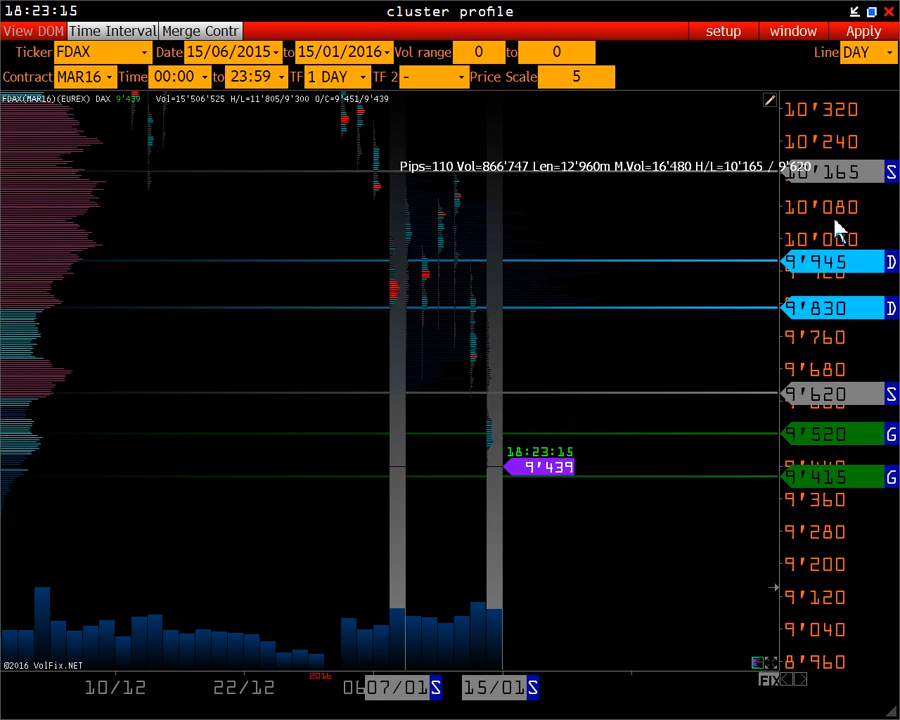 18:23:15 cluster profile
View DOM Time Interval Merge Contr setup window Apply
Ticker FDAX Date 15/06/2015 to 15/01/2016 Vol range 0 to 0 Line DAY
Contract MAR16 Time 00:00 to 23:59 TF 1 DAY TF 2 - Price Scale 5
FDAX(MAR16)(EUREX) DAX 9'439 Vol=15'506'525 H/L=11'805/9'300 O/C=9'451/9'439
10'320
10'240
Pips=110 Vol=866'747 Len=12'960m M.Vol=16'480 H/L=10'165 / 9'620
10'165 S
10'080
10'000
9'945 D
9'830 D
9'760
9'680
9'620 S
9'520 G
18:23:15
9'439
9'415 G
9'360
9'280
9'200
9'120
9'040
8'960
©2016 VolFix.NET
FIX
2016
10/12 22/12 06 07/01 S 15/01 S